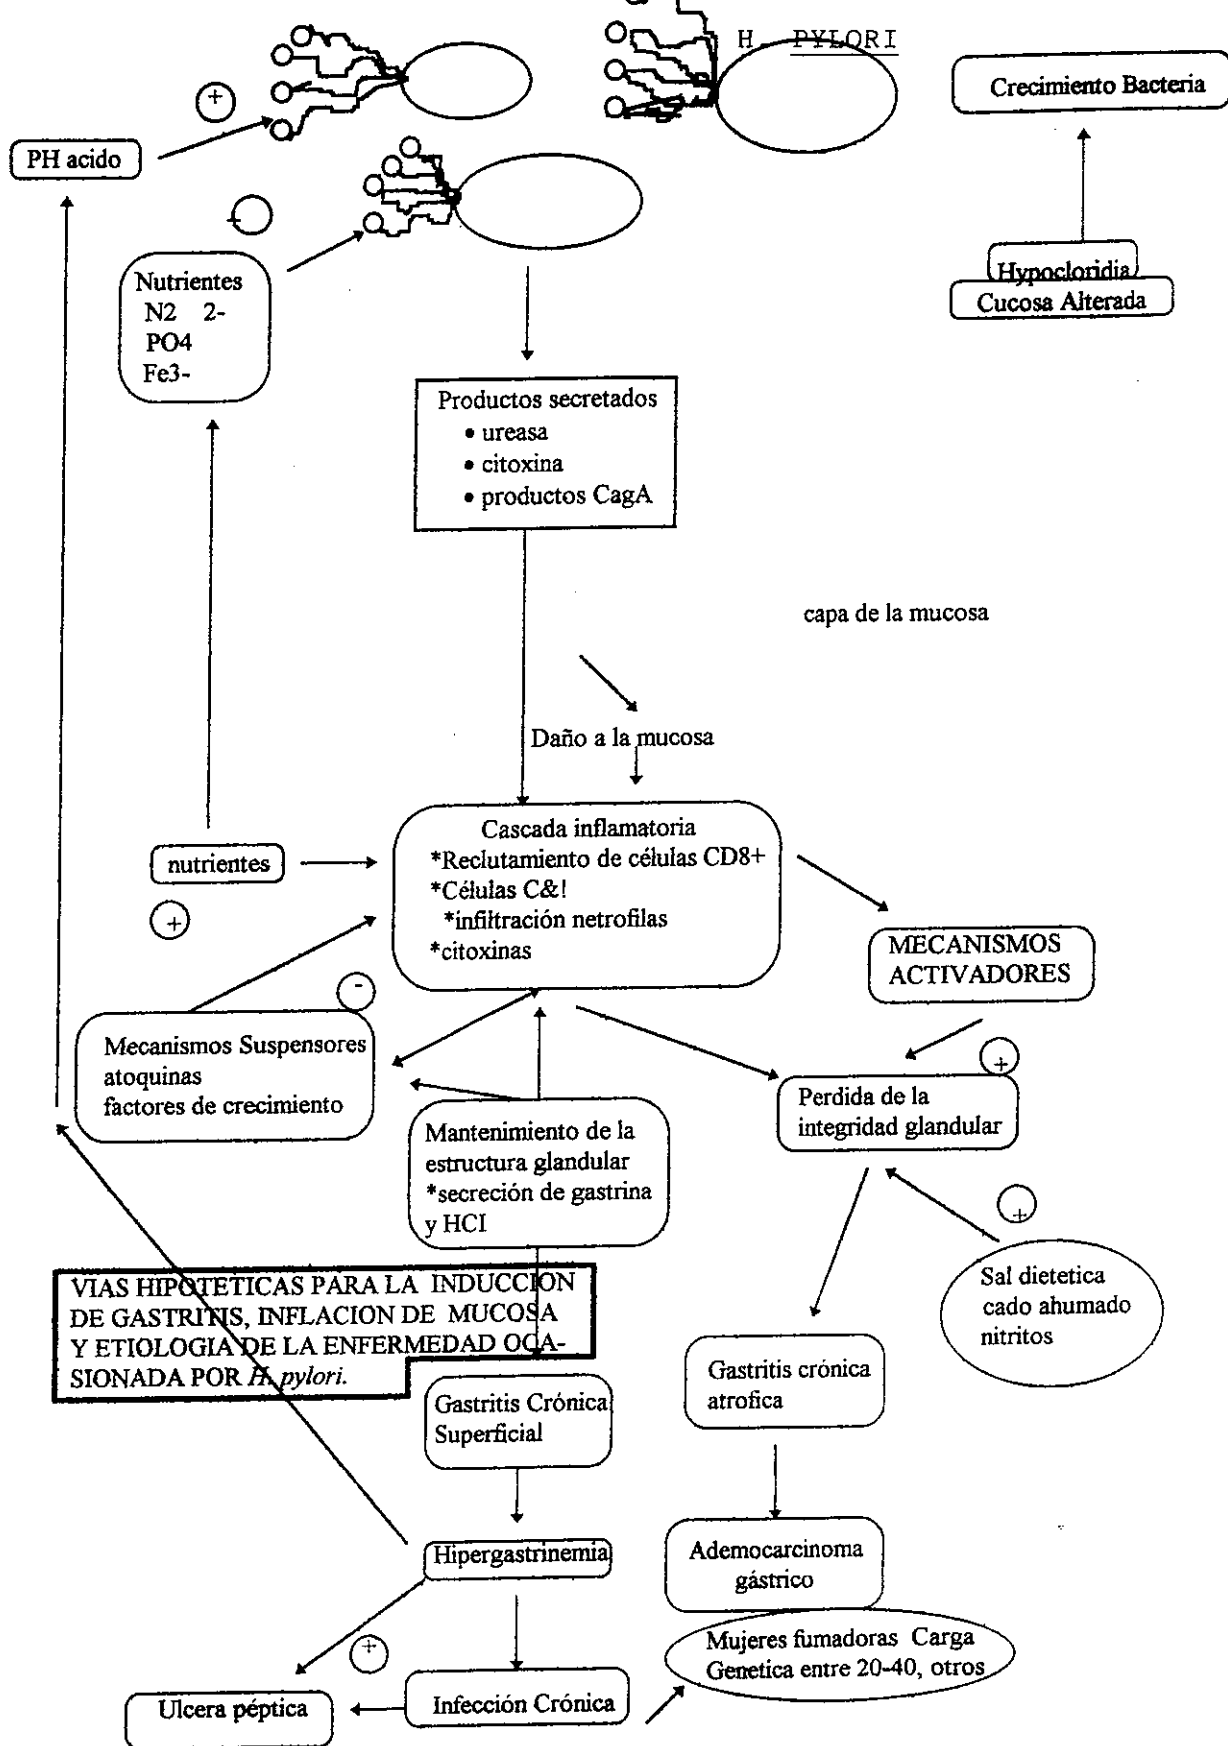 H. PYLORI
Crecimiento Bacteria
+
PH acido
+
Nutrientes
N2 2-
PO4
Fe3-
Hypocloridia
Cucosa Alterada
Productos secretados
• ureasa
• citoxina
• productos CagA
capa de la mucosa
Daño a la mucosa
nutrientes
+
Cascada inflamatoria
*Reclutamiento de células CD8+
*Células C&!
*infiltración netrofilas
*citoxinas
MECANISMOS
ACTIVADORES
-
Mecanismos Suspensores
atoquinas
factores de crecimiento
+
Perdida de la
integridad glandular
Mantenimiento de la
estructura glandular
*secreción de gastrina
y HCI
+
Sal dietetica
cado ahumado
nitritos
VIAS HIPOTETICAS PARA LA INDUCCION
DE GASTRITIS, INFLACION DE MUCOSA
Y ETIOLOGIA DE LA ENFERMEDAD OCA-
SIONADA POR H. pylori.
Gastritis Crónica
Superficial
Gastritis crónica
atrofica
Hipergastrinemia
Ademocarcinoma
gástrico
+
Mujeres fumadoras Carga
Genetica entre 20-40, otros
Ulcera péptica
Infección Crónica